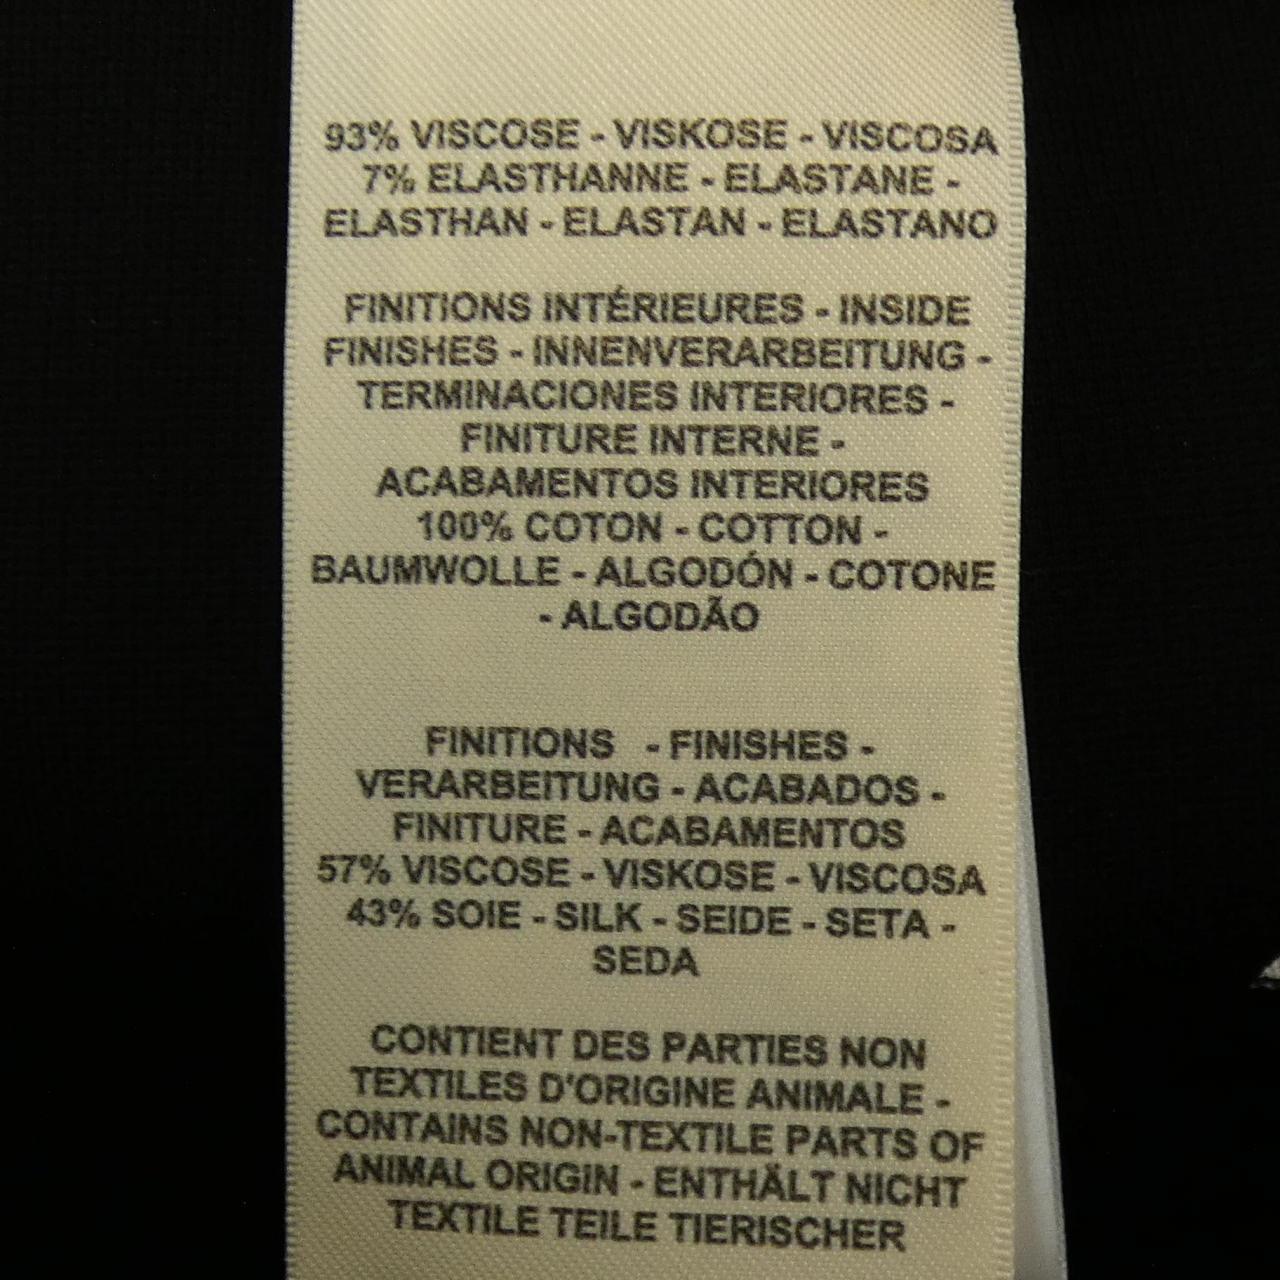 93% VISCOSE - VISKOSE - VISCOSA
7% ELASTHANNE - ELASTANE -
ELASTHAN - ELASTAN - ELASTANO
FINITIONS INTÉRIEURES - INSIDE
FINISHES - INNENVERARBEITUNG -
TERMINACIONES INTERIORES -
FINITURE INTERNE -
ACABAMENTOS INTERIORES
100% COTON - COTTON -
BAUMWOLLE - ALGODÓN - COTONE
- ALGODÃO
FINITIONS - FINISHES -
VERARBEITUNG - ACABADOS -
FINITURE - ACABAMENTOS
57% VISCOSE - VISKOSE - VISCOSA
43% SOIE - SILK - SEIDE - SETA -
SEDA
CONTIENT DES PARTIES NON
TEXTILES D'ORIGINE ANIMALE -
CONTAINS NON-TEXTILE PARTS OF
ANIMAL ORIGIN - ENTHÄLT NICHT
TEXTILE TEILE TIERISCHER